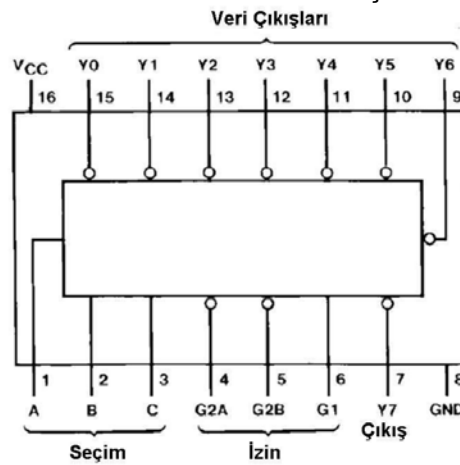 Veri Çıkışları
VCC Y0 Y1 Y2 Y3 Y4 Y5 Y6
16 15 14 13 12 11 10 9
1 2 3 4 5 6 7 8
A B C G2A G2B G1 Y7 GND
Seçim İzin Çıkış